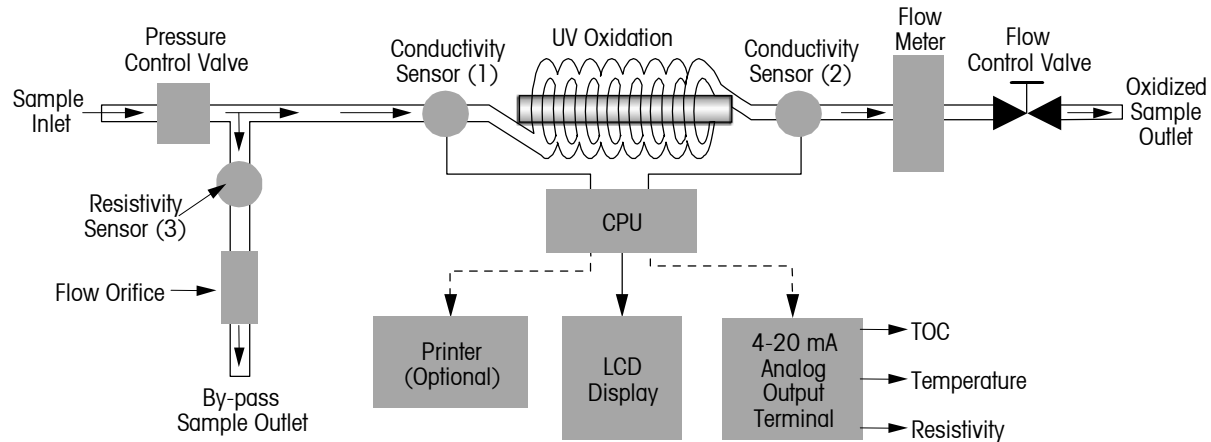 Pressure
Control Valve
Sample
Inlet
Conductivity
Sensor (1)
UV Oxidation
Conductivity
Sensor (2)
Flow
Meter
Flow
Control Valve
Oxidized
Sample
Outlet
Resistivity
Sensor (3)
Flow Orifice
By-pass
Sample Outlet
CPU
Printer
(Optional)
LCD
Display
4-20 mA
Analog
Output
Terminal
TOC
Temperature
Resistivity